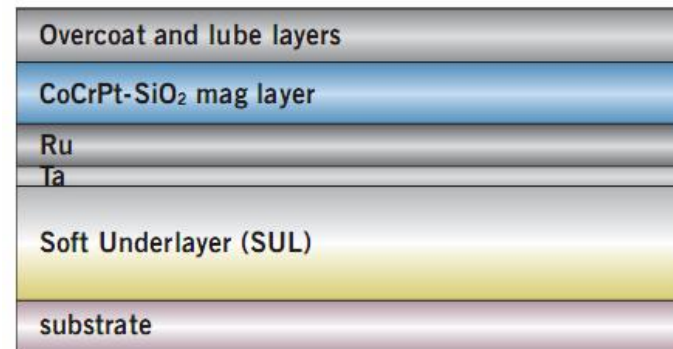 Overcoat and lube layers
CoCrPt-SiO₂ mag layer
Ru
Ta
Soft Underlayer (SUL)
substrate